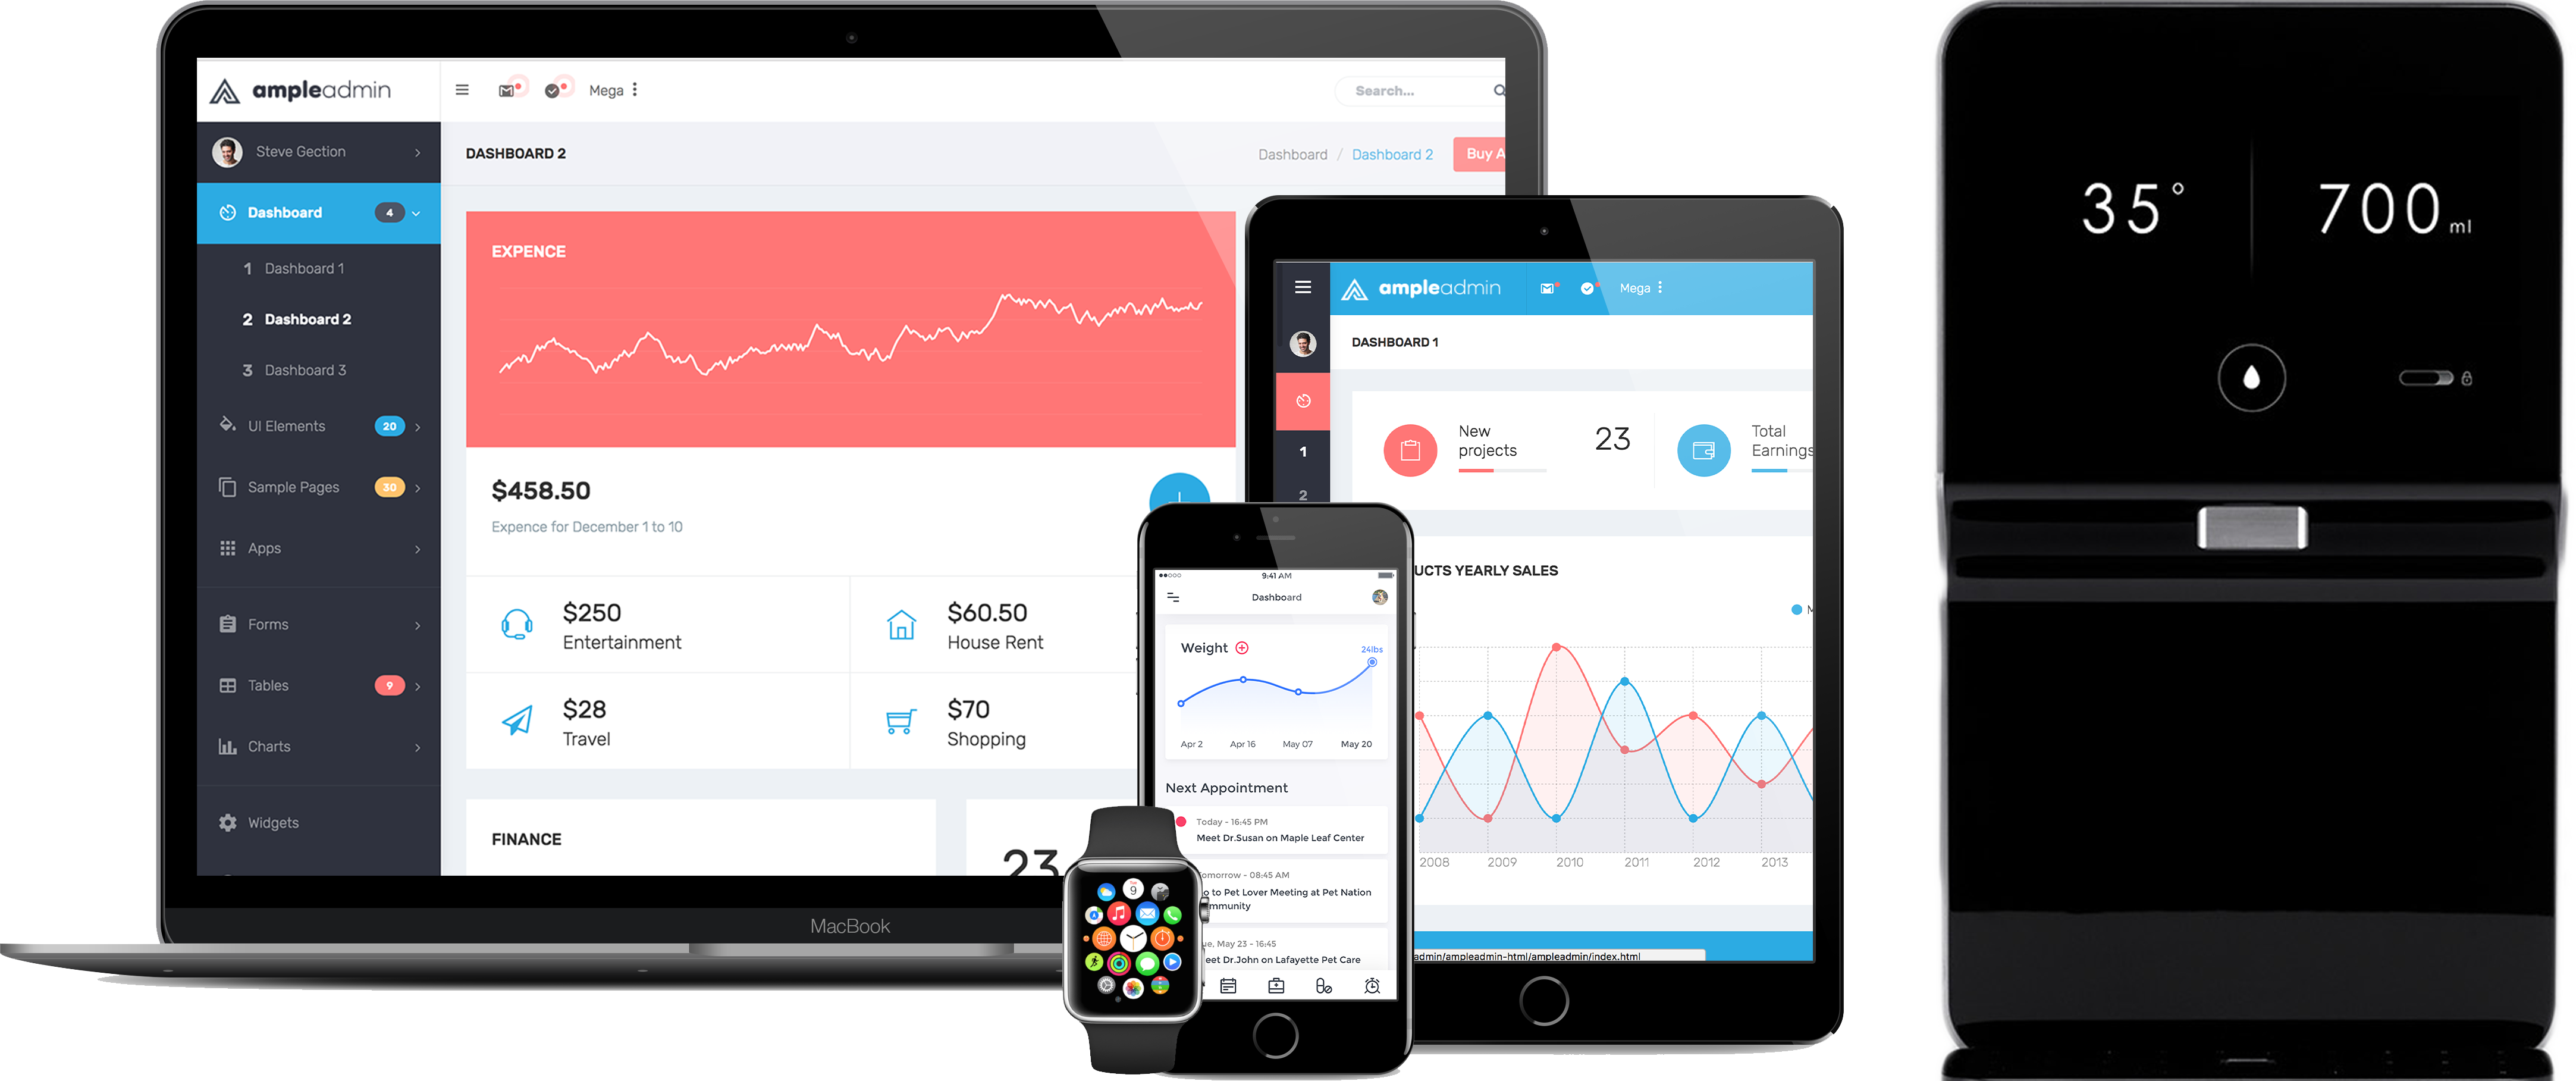 ampleadmin
Mega
Search...
Steve Gection
DASHBOARD 2
Dashboard / Dashboard 2
Buy A
Dashboard 4
1 Dashboard 1
2 Dashboard 2
3 Dashboard 3
UI Elements 20
Sample Pages 30
Apps
Forms
Tables 9
Charts
Widgets
EXPENCE
$458.50
Expence for December 1 to 10
$250
Entertainment
$60.50
House Rent
$28
Travel
$70
Shopping
FINANCE
23
MacBook
ampleadmin
Mega
DASHBOARD 1
1
2
New
projects
23
Total
Earnings
UCTS YEARLY SALES
M
2008 2009 2010 2011 2012 2013
admin/ampleadmin-html/ampleadmin/index.html
9:41 AM
Dashboard
Weight
24lbs
Apr 2 Apr 16 May 07 May 20
Next Appointment
Today - 16:45 PM
Meet Dr.Susan on Maple Leaf Center
omorrow - 08:45 AM
o to Pet Lover Meeting at Pet Nation
mmunity
ue, May 23 - 16:45
eet Dr.John on Lafayette Pet Care
9
35°
700 ml